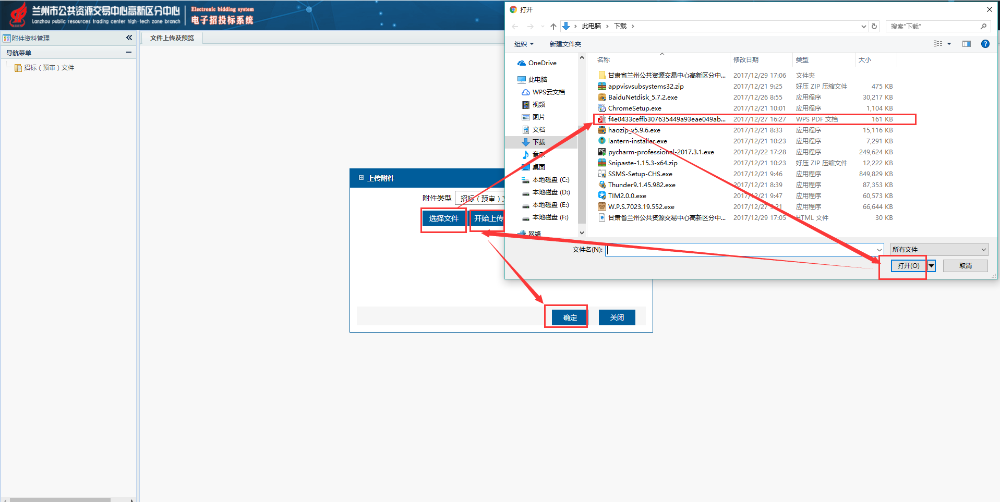 兰州市公共资源交易中心高新区分中心
Lanzhou public resources trading center high-tech zone branch
Electronic bidding system
电子招投标系统
附件资料管理
导航菜单
招标（预审）文件
文件上传及预览
上传附件
附件类型
招标（预审）文
选择文件
开始上传
确定
关闭
打开
此电脑
下载
搜索"下载"
组织
新建文件夹
OneDrive
此电脑
WPS云文档
视频
图片
文档
下载
音乐
桌面
本地磁盘 (C:)
本地磁盘 (D:)
本地磁盘 (E:)
本地磁盘 (F:)
网络
名称 修改日期 类型 大小
甘肃省兰州公共资源交易中心高新区分中... 2017/12/29 17:06 文件夹
appvisvsubsystems32.zip 2017/12/21 9:25 好压 ZIP 压缩文件 475 KB
BaiduNetdisk_5.7.2.exe 2017/12/26 8:55 应用程序 30,217 KB
ChromeSetup.exe 2017/12/21 10:01 应用程序 1,104 KB
f4e0433ceffb307635449a93eae049ab... 2017/12/27 16:27 WPS PDF 文档 161 KB
haozip_v5.9.6.exe 2017/12/21 8:33 应用程序 15,116 KB
lantern-installer.exe 2017/12/21 10:23 应用程序 7,291 KB
pycharm-professional-2017.3.1.exe 2017/12/22 17:28 应用程序 249,624 KB
Snipaste-1.15.3-x64.zip 2017/12/21 10:23 好压 ZIP 压缩文件 12,222 KB
SSMS-Setup-CHS.exe 2017/12/21 9:46 应用程序 849,829 KB
Thunder9.1.45.982.exe 2017/12/21 8:39 应用程序 87,353 KB
TIM2.0.0.exe 2017/12/21 9:47 应用程序 60,573 KB
W.P.S.7023.19.552.exe 2017/12/27 9:21 应用程序 66,644 KB
甘肃省兰州公共资源交易中心高新区分中... 2017/12/29 17:05 HTML 文件 30 KB
文件名(N):
所有文件
打开(O)
取消